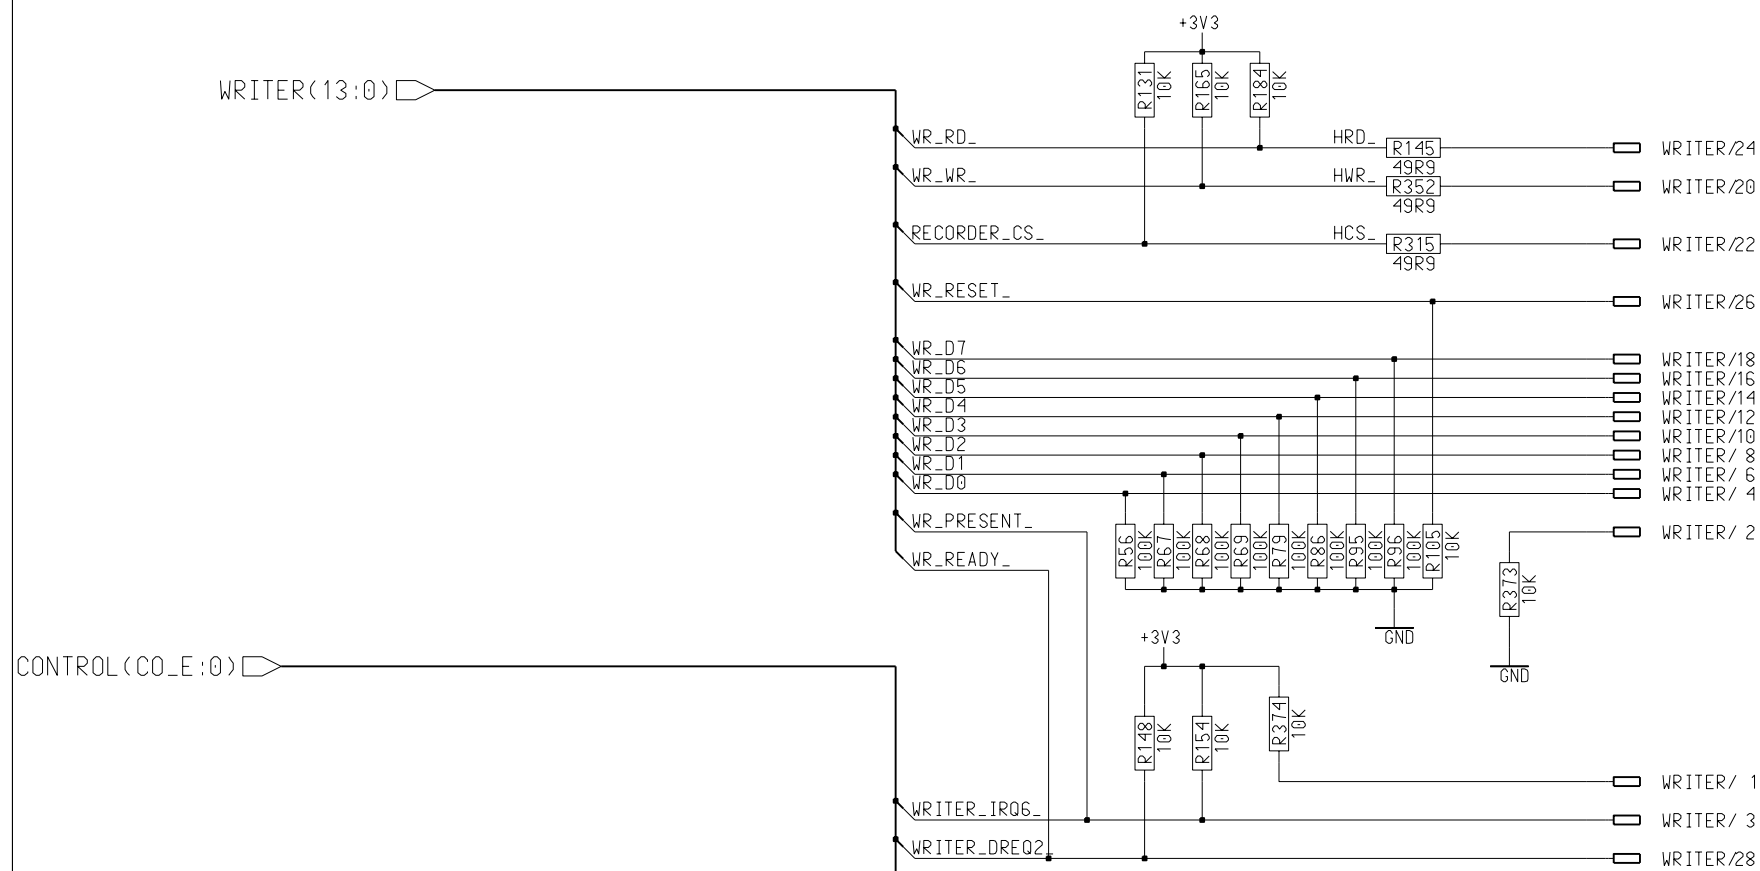 +3V3
WRITER(13:0)
R131 10K R165 10K R184 10K
WR_RD_ HRD_ R145 49R9 WRITER/24
WR_WR_ HWR_ R352 49R9 WRITER/20
RECORDER_CS_ HCS_ R315 49R9 WRITER/22
WR_RESET_ WRITER/26
WR_D7 WRITER/18
WR_D6 WRITER/16
WR_D5 WRITER/14
WR_D4 WRITER/12
WR_D3 WRITER/10
WR_D2 WRITER/ 8
WR_D1 WRITER/ 6
WR_D0 WRITER/ 4
WR_PRESENT_ WRITER/ 2
R56 100K R67 100K R68 100K R69 100K R79 100K R86 100K R95 100K R96 100K R105 10K
WR_READY_
R373 10K
GND
+3V3
CONTROL(CO_E:0)
GND
R148 10K R154 10K R374 10K
WRITER/ 1
WRITER_IRQ6_ WRITER/ 3
WRITER_DREQ2_ WRITER/28